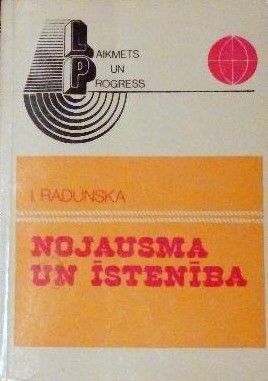 LAIKMETS
UN
PROGRESS
I. RADUNSKA
NOJAUSMA
UN ĪSTENĪBA